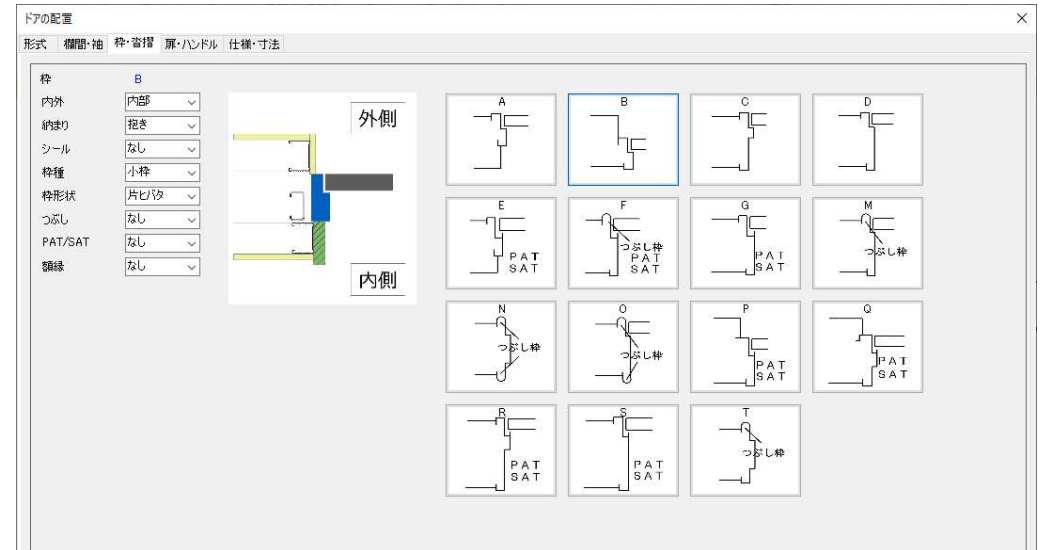 ドアの配置
形式 欄間・袖 枠・沓摺 扉・ハンドル 仕様・寸法
枠 B
内外 内部
納まり 抱き
シール なし
枠種 小枠
枠形状 片ヒバタ
つぶし なし
PAT/SAT なし
額縁 なし
外側
内側
A B C D
E F G M
PAT
SAT
つぶし枠
PAT
SAT
PAT
SAT
つぶし枠
N O P Q
つぶし枠
つぶし枠
PAT
SAT
PAT
SAT
R S T
PAT
SAT
PAT
SAT
つぶし枠